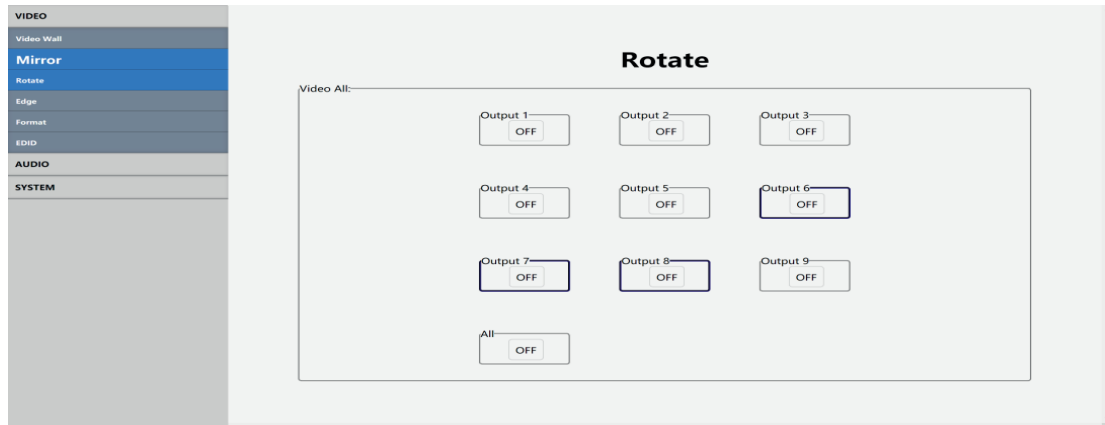 VIDEO
Video Wall
Mirror
Rotate
Edge
Format
EDID
AUDIO
SYSTEM
Rotate
Video All:
Output 1 Output 2 Output 3
OFF OFF OFF
Output 4 Output 5 Output 6
OFF OFF OFF
Output 7 Output 8 Output 9
OFF OFF OFF
All
OFF